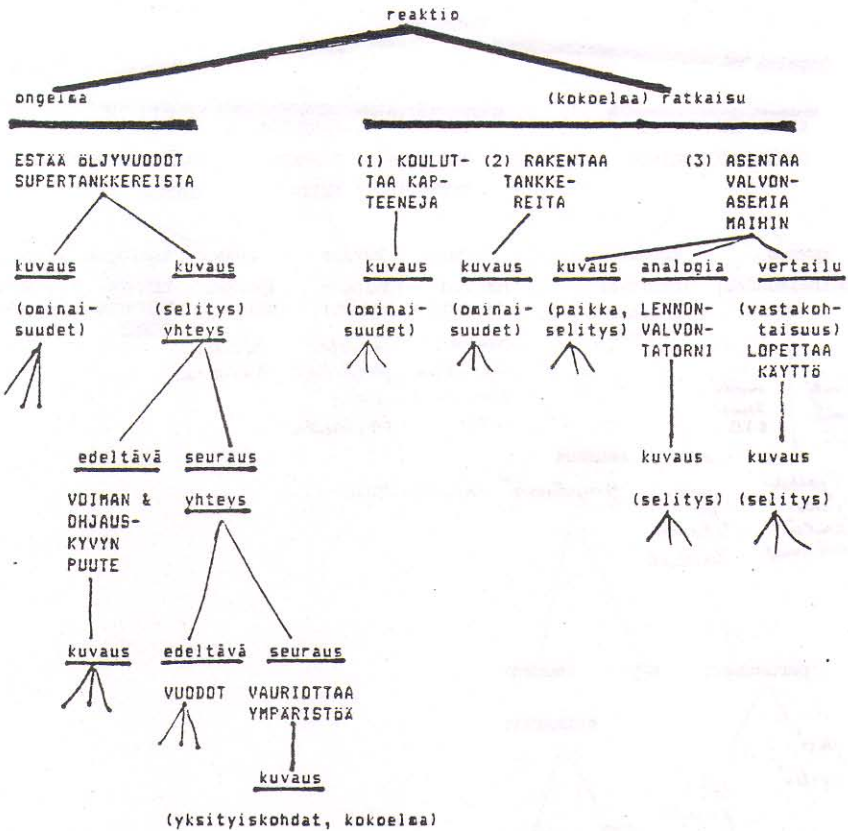 reaktio
ongelma
(kokoelma) ratkaisu
ESTÄÄ ÖLJYVUODOT
SUPERTANKKEREISTA
(1) KOULUT-
TAA KAP-
TEENEJA
(2) RAKENTAA
TANKKE-
REITA
(3) ASENTAA
VALVON-
ASEMIA
MAIHIN
kuvaus
(ominai-
suudet)
kuvaus
(selitys)
yhteys
kuvaus
(ominai-
suudet)
kuvaus
(ominai-
suudet)
kuvaus
(paikka,
selitys)
analogia
LENNON-
VALVON-
TATORNI
vertailu
(vastakoh-
taisuus)
LOPETTAA
KÄYTTÖ
edeltävä
VOIMAN &
OHJAUS-
KYVYN
PUUTE
seuraus
yhteys
kuvaus
(selitys)
kuvaus
(selitys)
kuvaus
edeltävä
VUODOT
seuraus
VAURIOTTAA
YMPÄRISTÖÄ
kuvaus
(yksityiskohdat, kokoelma)